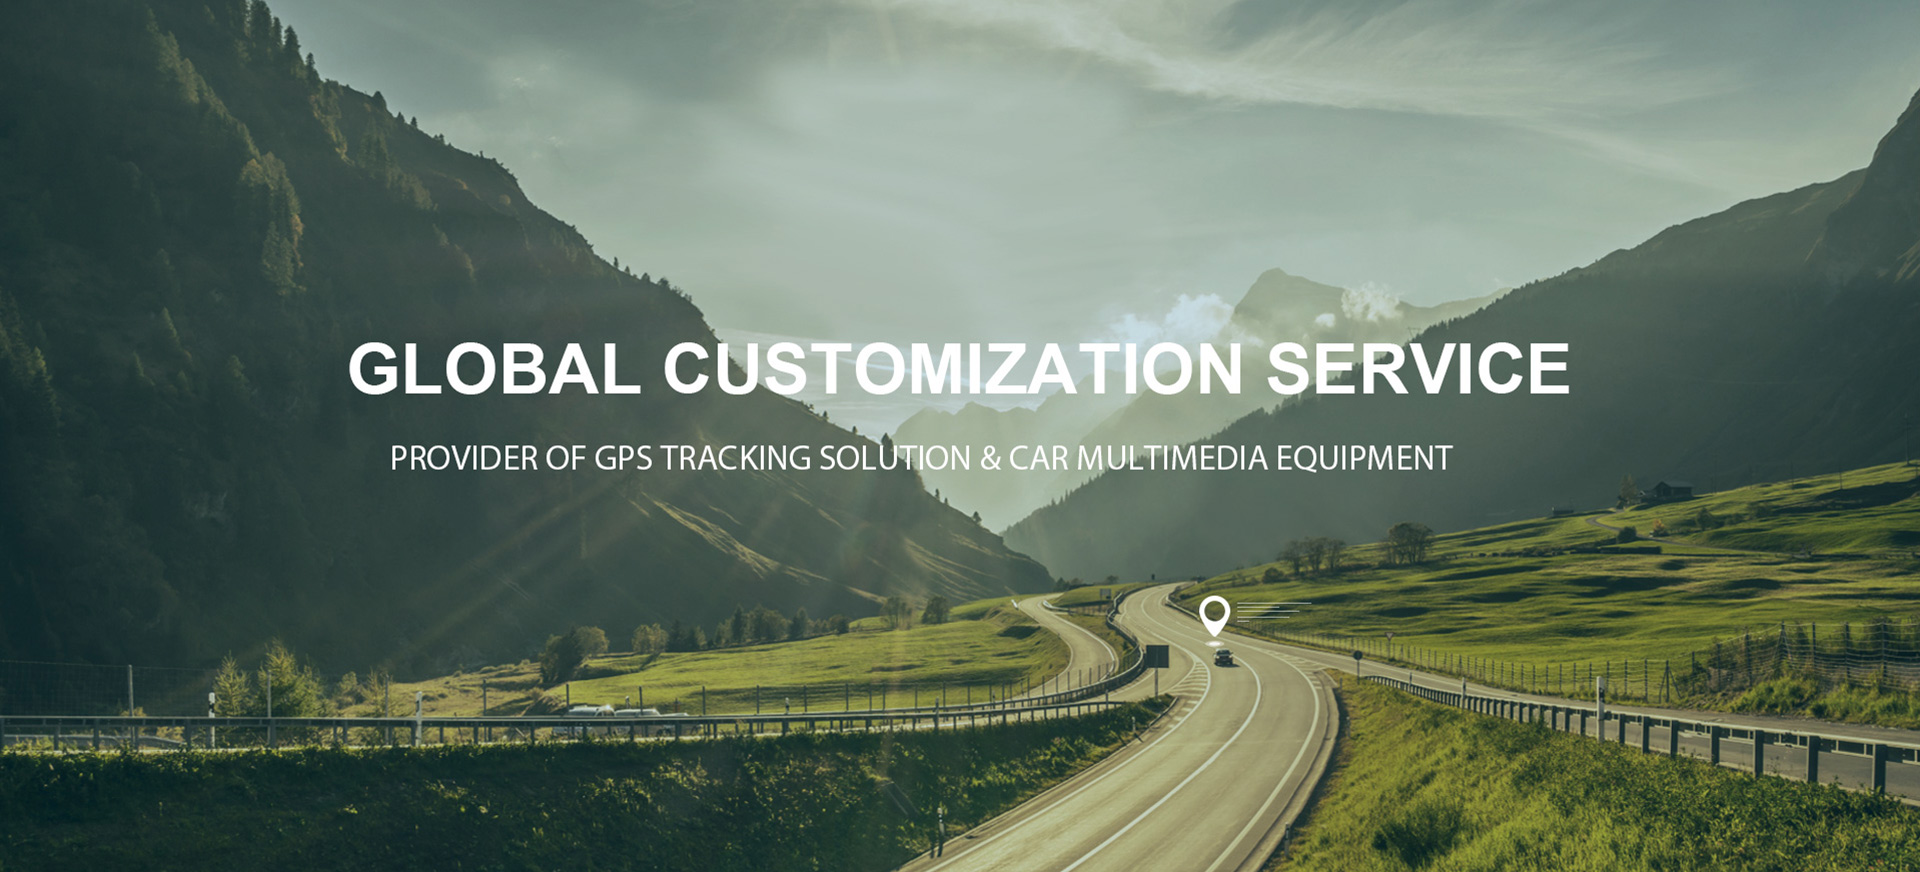 GLOBAL CUSTOMIZATION SERVICE
PROVIDER OF GPS TRACKING SOLUTION & CAR MULTIMEDIA EQUIPMENT